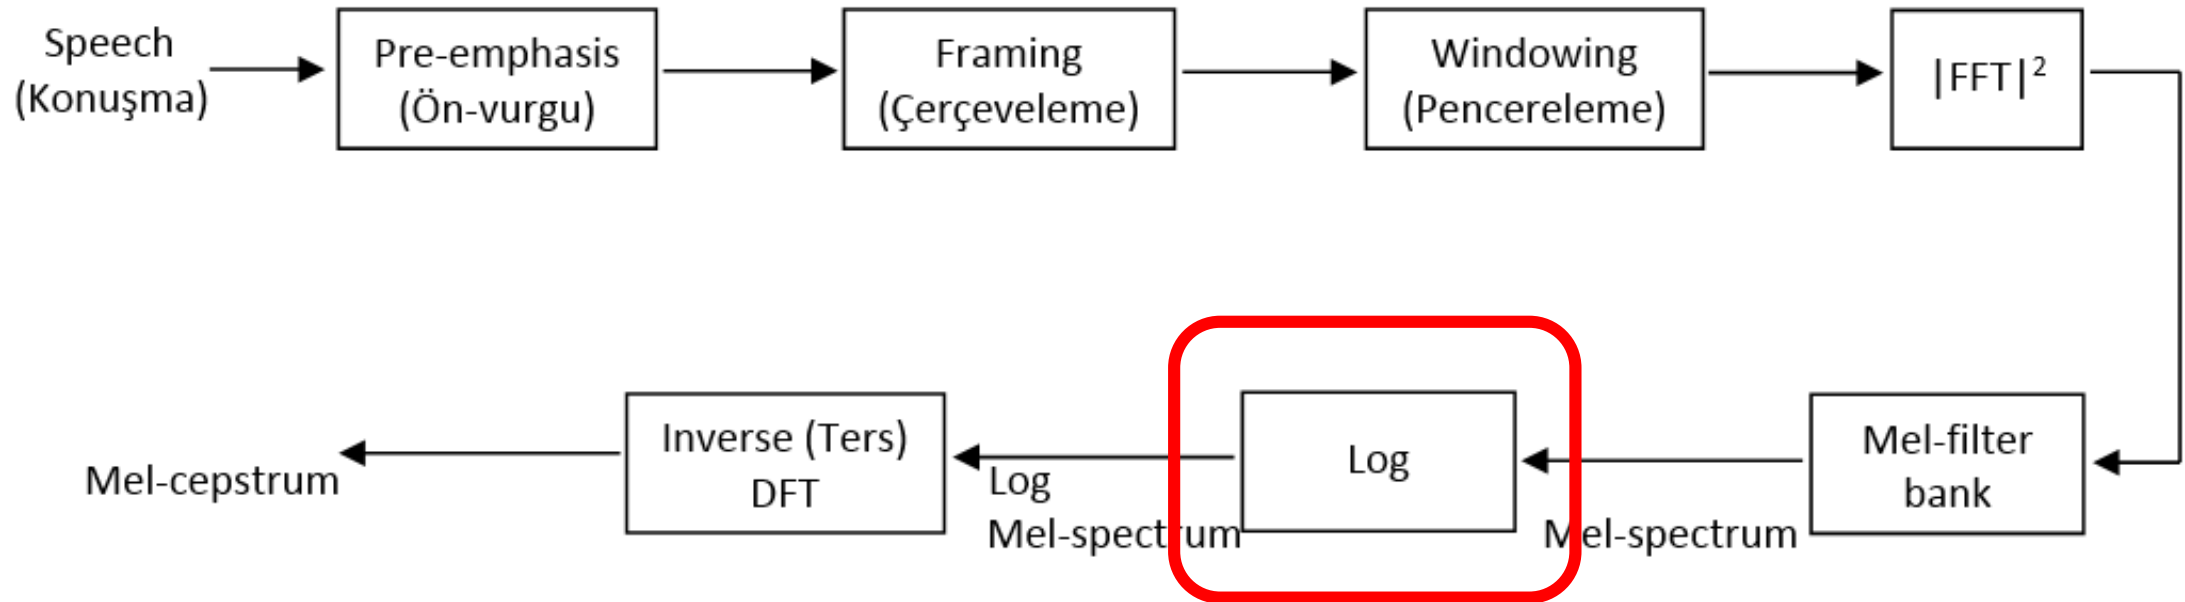 Speech
(Konuşma)
Pre-emphasis
(Ön-vurgu)
Framing
(Çerçeveleme)
Windowing
(Pencereleme)
|FFT|²
Mel-filter
bank
Mel-spectrum
Log
Log
Mel-spectrum
Inverse (Ters)
DFT
Mel-cepstrum